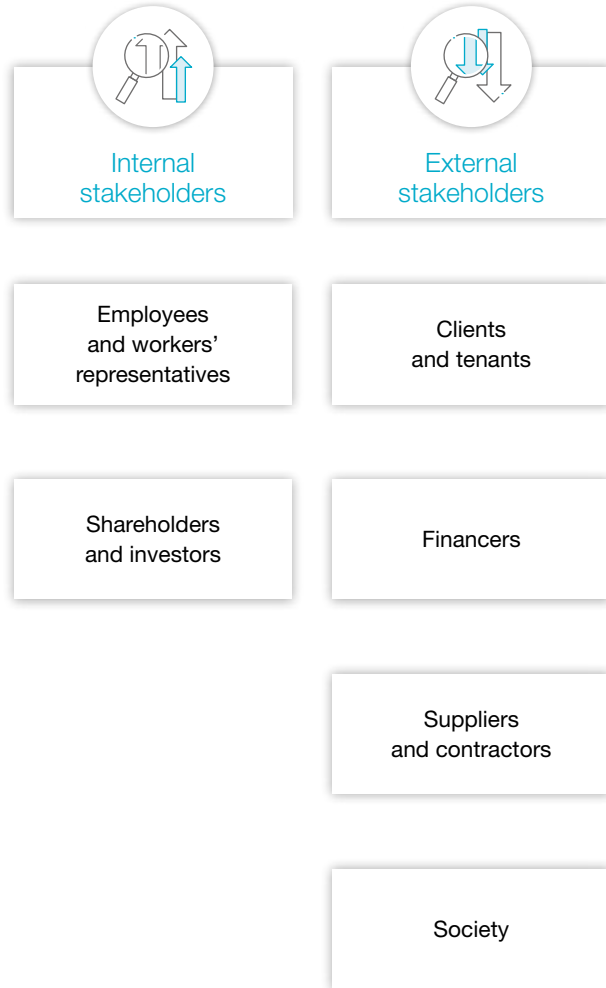 Internal
stakeholders
External
stakeholders
Employees
and workers’
representatives
Clients
and tenants
Shareholders
and investors
Financers
Suppliers
and contractors
Society